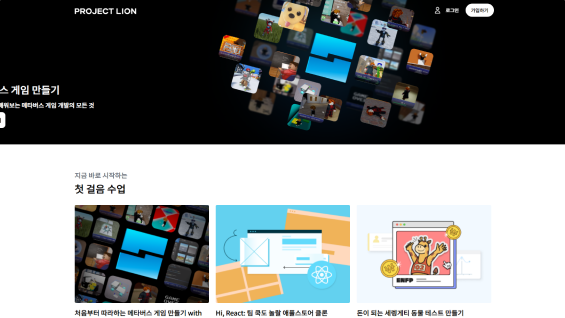 PROJECT LION
로그인
가입하기
스 게임 만들기
배워보는 메타버스 게임 개발의 모든 것
지금 바로 시작하는
첫 걸음 수업
ENFP
처음부터 따라하는 메타버스 게임 만들기 with
Hi, React: 팀 쿡도 놀랄 애플스토어 클론
돈이 되는 세렝게티 동물 테스트 만들기